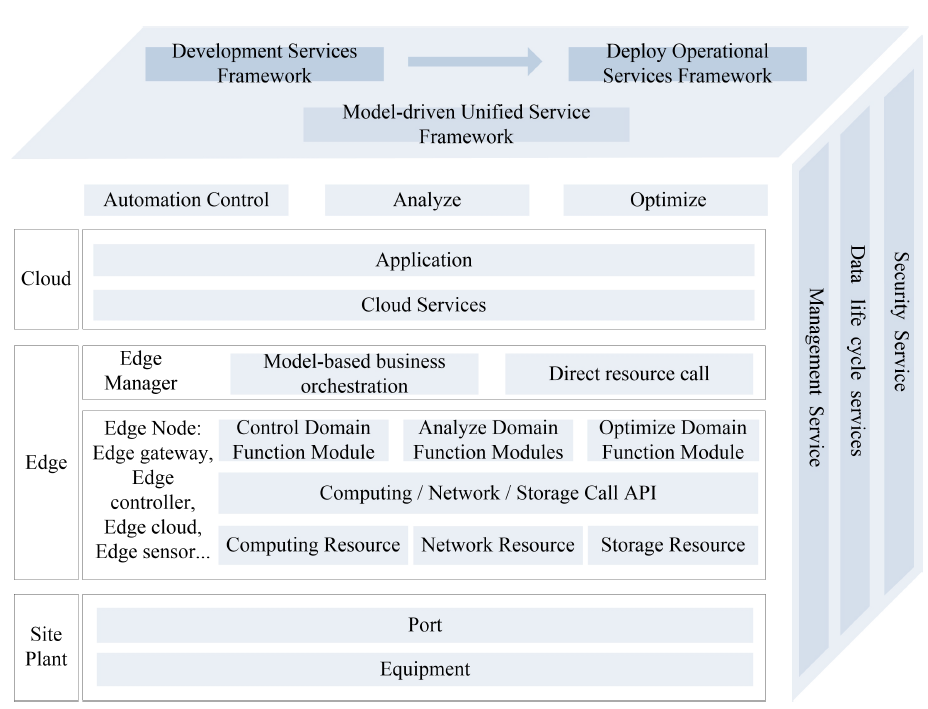 Development Services
Framework
Deploy Operational
Services Framework
Model-driven Unified Service
Framework
Automation Control
Analyze
Optimize
Cloud
Application
Cloud Services
Edge
Edge
Manager
Model-based business
orchestration
Direct resource call
Edge Node:
Edge gateway,
Edge
controller,
Edge cloud,
Edge sensor...
Control Domain
Function Module
Analyze Domain
Function Modules
Optimize Domain
Function Module
Computing / Network / Storage Call API
Computing Resource
Network Resource
Storage Resource
Site
Plant
Port
Equipment
Management Service
Data life cycle services
Security Service